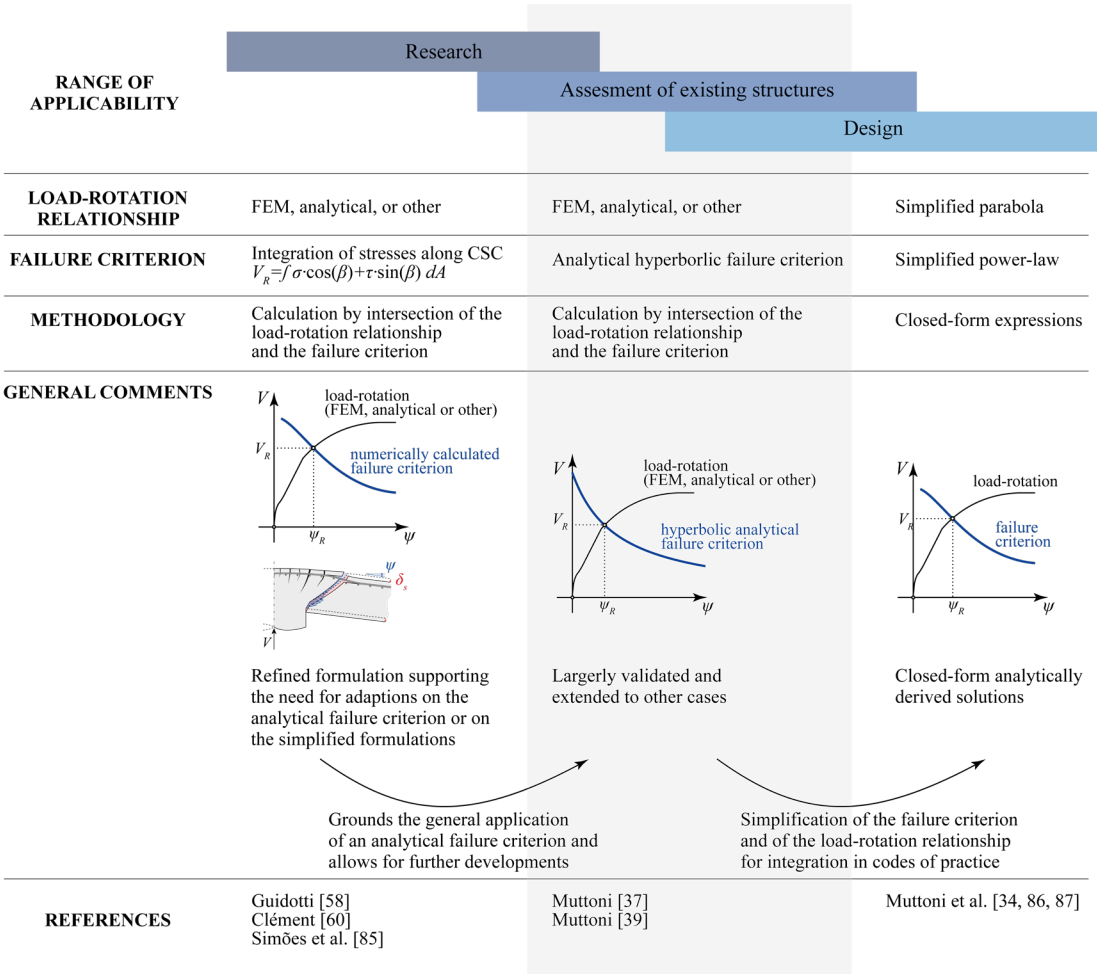 Research
RANGE OF
APPLICABILITY
Assesment of existing structures
Design
LOAD-ROTATION
RELATIONSHIP
FEM, analytical, or other
FEM, analytical, or other
Simplified parabola
FAILURE CRITERION
Integration of stresses along CSC
V_R=∫ σ·cos(β)+τ·sin(β) dA
Analytical hyperborlic failure criterion
Simplified power-law
METHODOLOGY
Calculation by intersection of the
load-rotation relationship
and the failure criterion
Calculation by intersection of the
load-rotation relationship
and the failure criterion
Closed-form expressions
GENERAL COMMENTS
V
load-rotation
(FEM, analytical or other)
V_R
numerically calculated
failure criterion
ψ_R
ψ
ψ
δ_s
V
V
load-rotation
(FEM, analytical or other)
V_R
hyperbolic analytical
failure criterion
ψ_R
ψ
V
load-rotation
V_R
failure
criterion
ψ_R
ψ
Refined formulation supporting
the need for adaptions on the
analytical failure criterion or on
the simplified formulations
Largely validated and
extended to other cases
Closed-form analytically
derived solutions
Grounds the general application
of an analytical failure criterion and
allows for further developments
Simplification of the failure criterion
and of the load-rotation relationship
for integration in codes of practice
REFERENCES
Guidotti [58]
Clément [60]
Simões et al. [85]
Muttoni [37]
Muttoni [39]
Muttoni et al. [34, 86, 87]